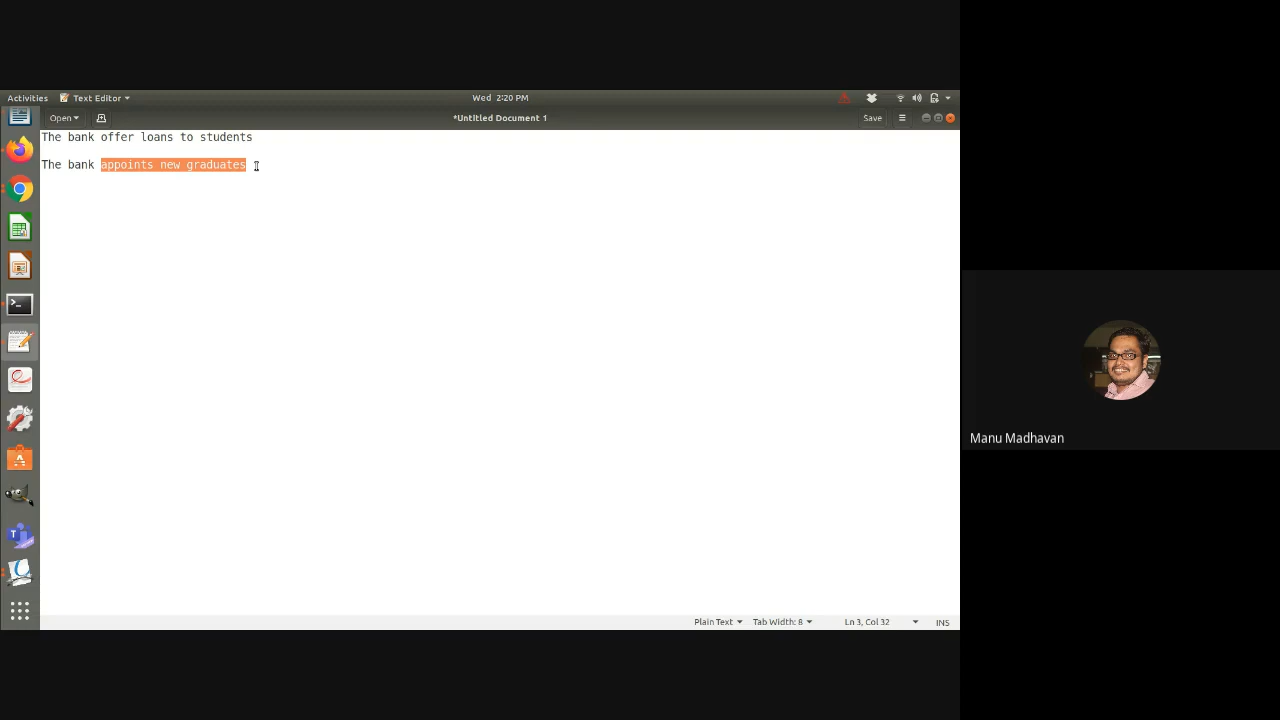 Activities
Text Editor
Wed 2:20 PM
Open
*Untitled Document 1
Save
The bank offer loans to students
The bank appoints new graduates
Manu Madhavan
Plain Text
Tab Width: 8
Ln 3, Col 32
INS